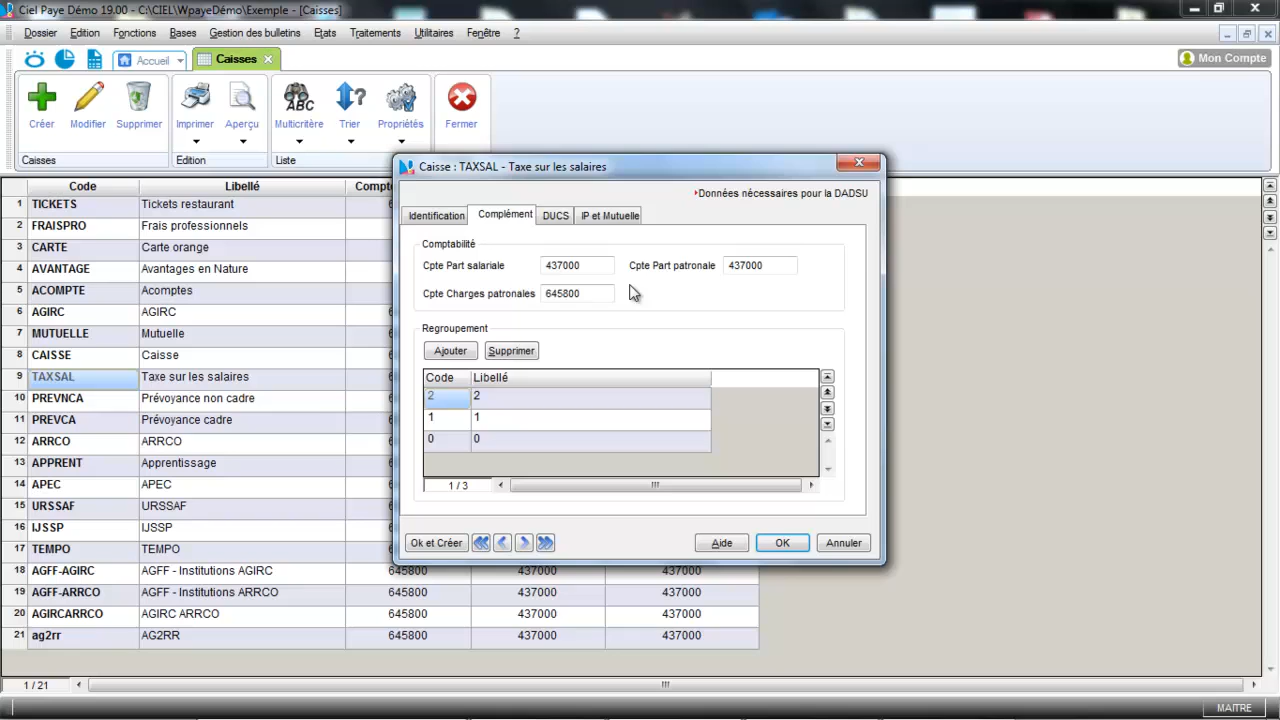 Ciel Paye Démo 19.00 - C:\CIEL\WpayeDémo\Exemple - [Caisses]
Dossier Edition Fonctions Bases Gestion des bulletins Etats Traitements Utilitaires Fenêtre ?
Accueil Caisses Mon Compte
ABC
Créer Modifier Supprimer Imprimer Aperçu Multicritère Trier Propriétés Fermer
Caisses Edition Liste
Code Libellé Compt
1 TICKETS Tickets restaurant
2 FRAISPRO Frais professionnels
3 CARTE Carte orange
4 AVANTAGE Avantages en Nature
5 ACOMPTE Acomptes
6 AGIRC AGIRC
7 MUTUELLE Mutuelle
8 CAISSE Caisse
9 TAXSAL Taxe sur les salaires
10 PREVNCA Prévoyance non cadre
11 PREVCA Prévoyance cadre
12 ARRCO ARRCO
13 APPRENT Apprentissage
14 APEC APEC
15 URSSAF URSSAF
16 IJSSP IJSSP
17 TEMPO TEMPO
18 AGFF-AGIRC AGFF - Institutions AGIRC 645800 437000 437000
19 AGFF-ARRCO AGFF - Institutions ARRCO 645800 437000 437000
20 AGIRCARRCO AGIRC ARRCO 645800 437000 437000
21 ag2rr AG2RR 645800 437000 437000
1 / 21
Caisse : TAXSAL - Taxe sur les salaires
Données nécessaires pour la DADSU
Identification Complément DUCS IP et Mutuelle
Comptabilité
Cpte Part salariale 437000 Cpte Part patronale 437000
Cpte Charges patronales 645800
Regroupement
Ajouter Supprimer
Code Libellé
2 2
1 1
0 0
1 / 3
Ok et Créer Aide OK Annuler
MAITRE